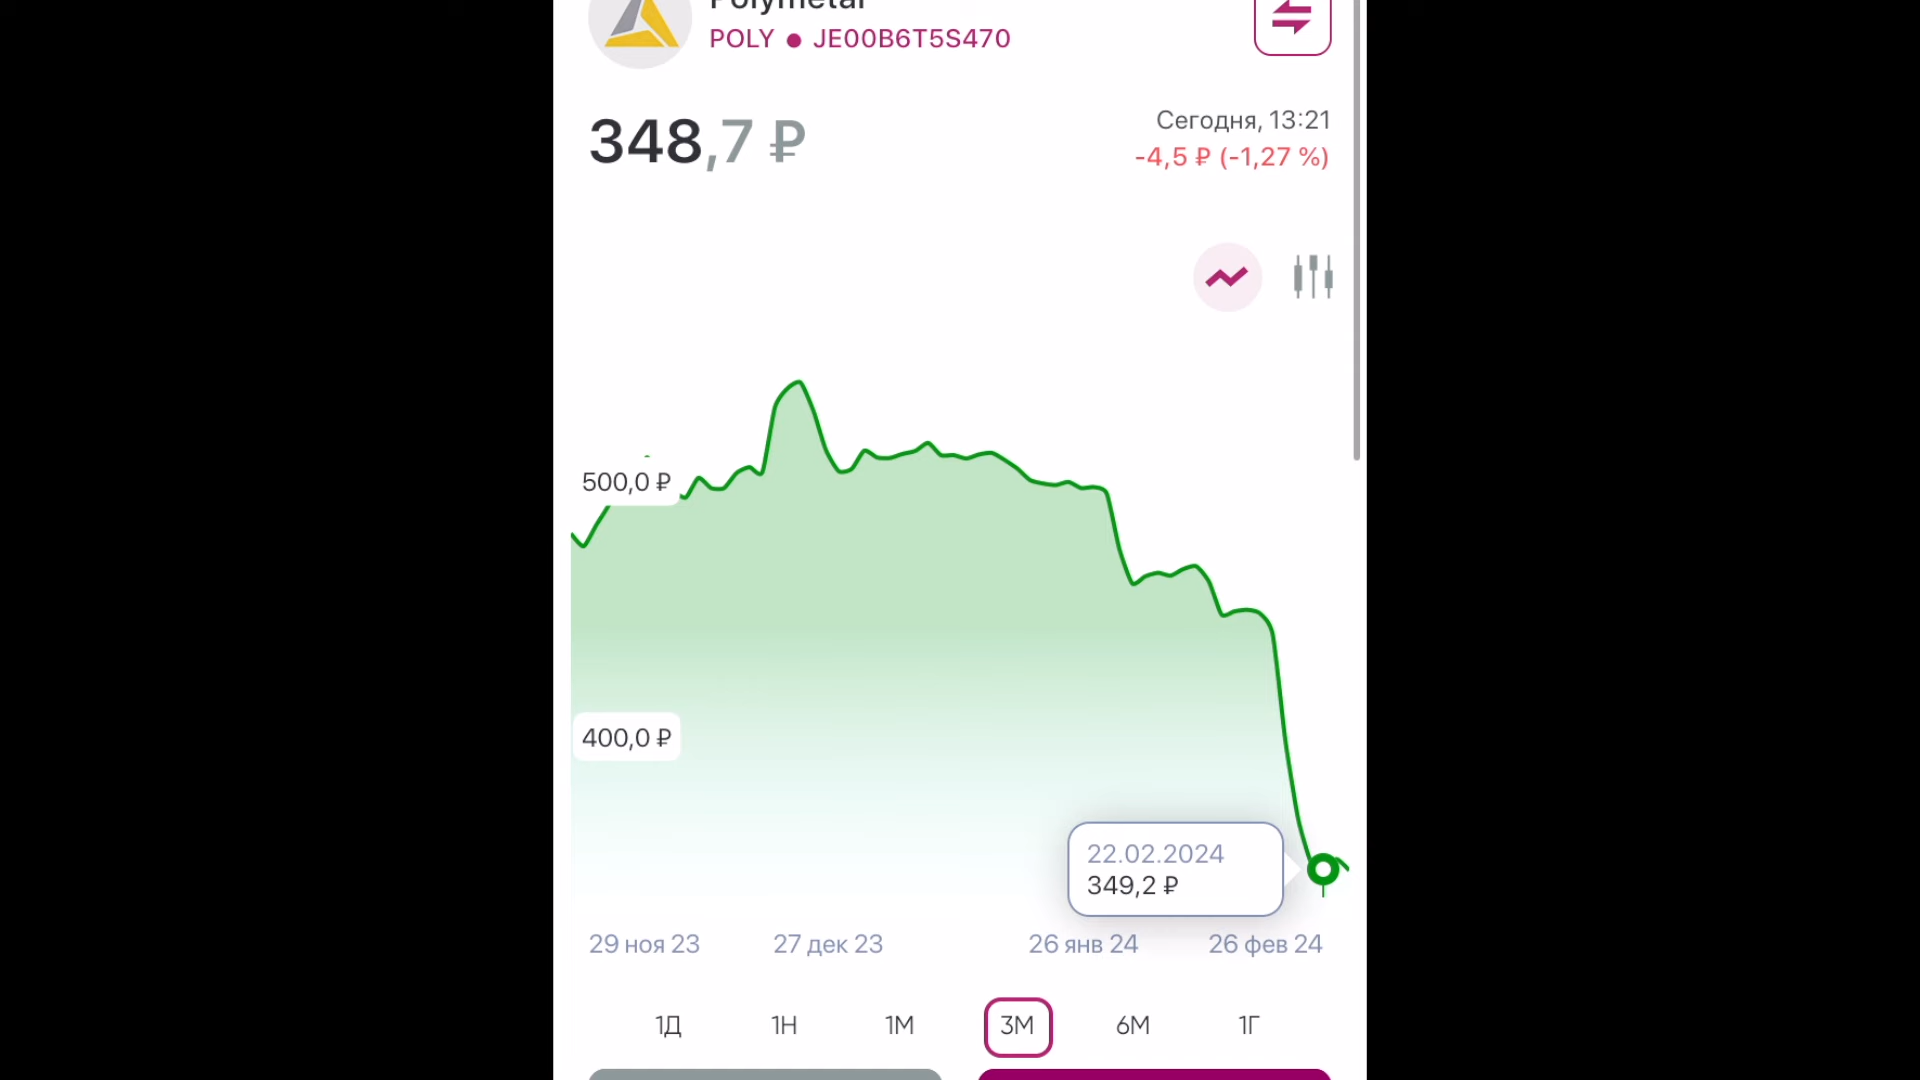 Polymetal
POLY ● JE00B6T5S470
348,7 ₽
Сегодня, 13:21
-4,5 ₽ (-1,27 %)
500,0 ₽
400,0 ₽
22.02.2024
349,2 ₽
29 ноя 23 27 дек 23 26 янв 24 26 фев 24
1Д 1Н 1М 3М 6М 1Г